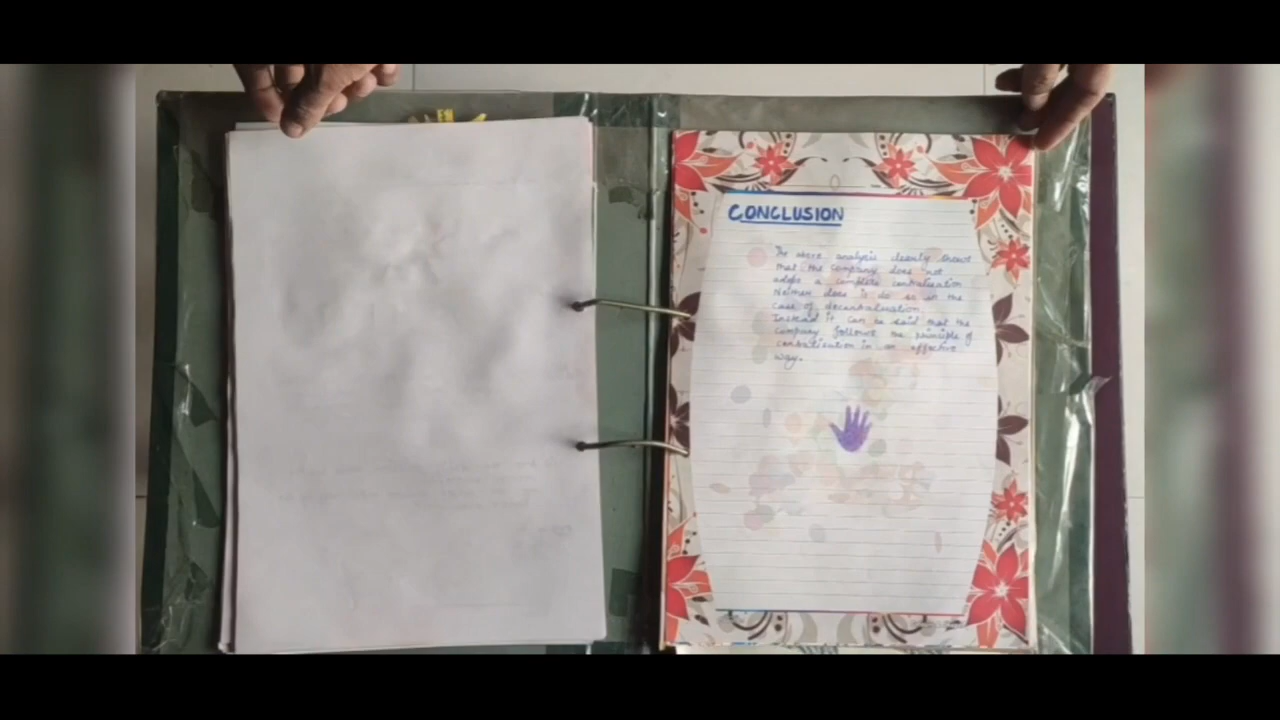 CONCLUSION
The above analysis clearly shows
that the company does not
adopt a complete centralisation
Neither does is do so in the
case of decentralisation
Instead it can be said that the
company follows the principle of
centralisation in an effective
way.